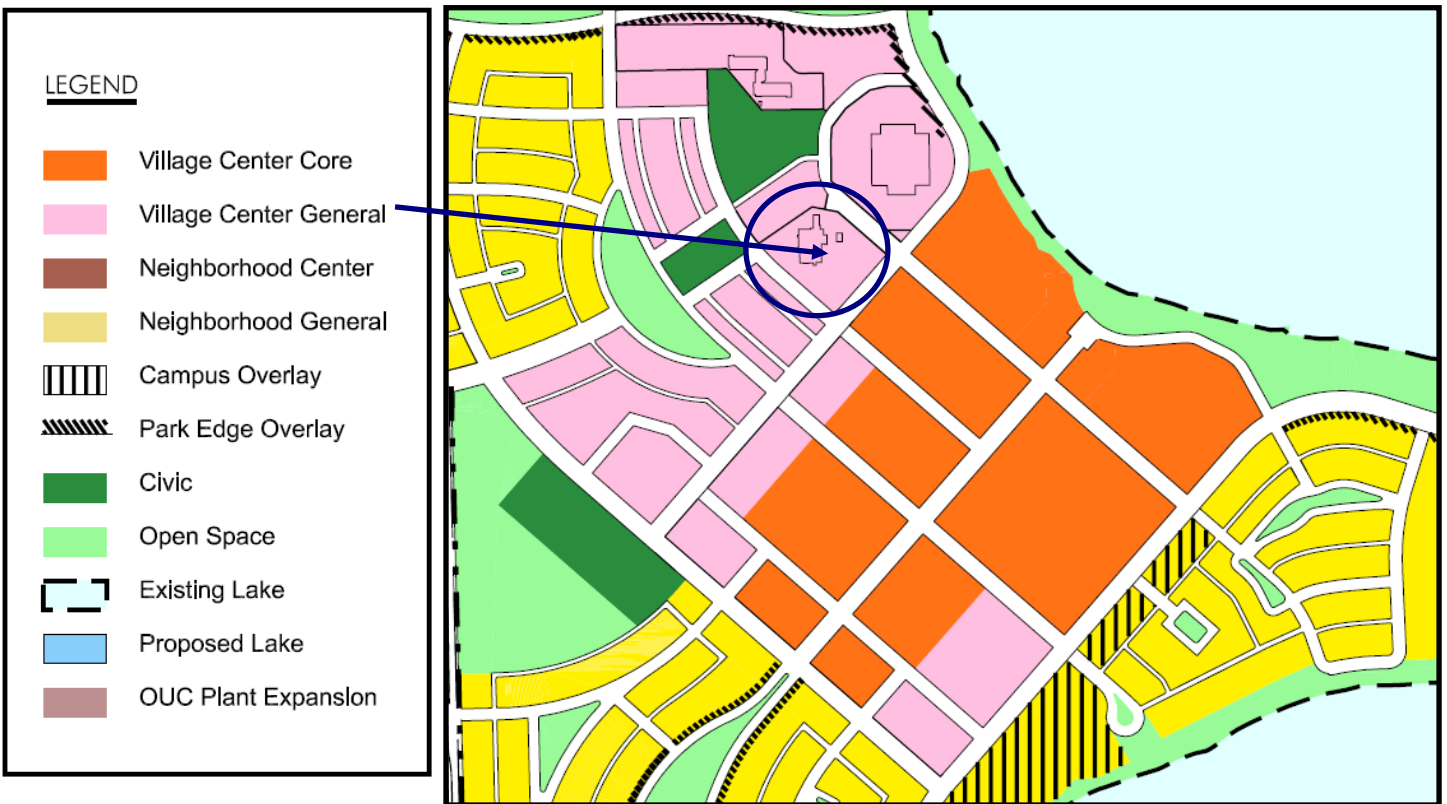 LEGEND
Village Center Core
Village Center General
Neighborhood Center
Neighborhood General
Campus Overlay
Park Edge Overlay
Civic
Open Space
Existing Lake
Proposed Lake
OUC Plant Expansion